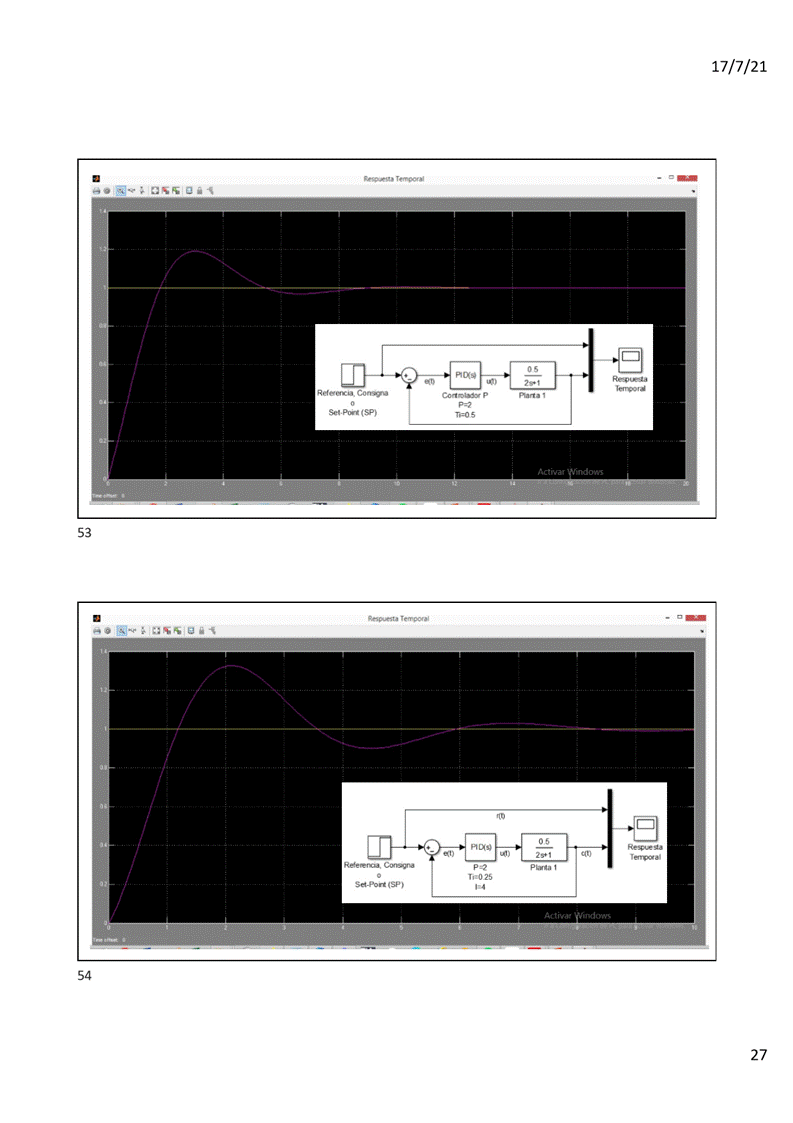 17/7/21
Respuesta Temporal
1.4
1.2
1
0.8
0.6
0.4
0.2
0
0 2 4 6 8 10 12 14 16 18 20
Time offset: 0
Referencia, Consigna
o
Set-Point (SP)
+
-
e(t)
PID(s)
Controlador P
P=2
Ti=0.5
u(t)
0.5
2s+1
Planta 1
Respuesta
Temporal
Activar Windows
53
Respuesta Temporal
1.4
1.2
1
0.8
0.6
0.4
0.2
0
0 1 2 3 4 5 6 7 8 9 10
Time offset: 0
r(t)
Referencia, Consigna
o
Set-Point (SP)
+
-
e(t)
PID(s)
P=2
Ti=0.25
I=4
u(t)
0.5
2s+1
Planta 1
c(t)
Respuesta
Temporal
Activar Windows
54
27